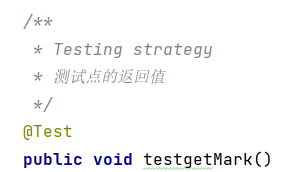 /**
* Testing strategy
* 测试点的返回值
*/
@Test
public void testgetMark()